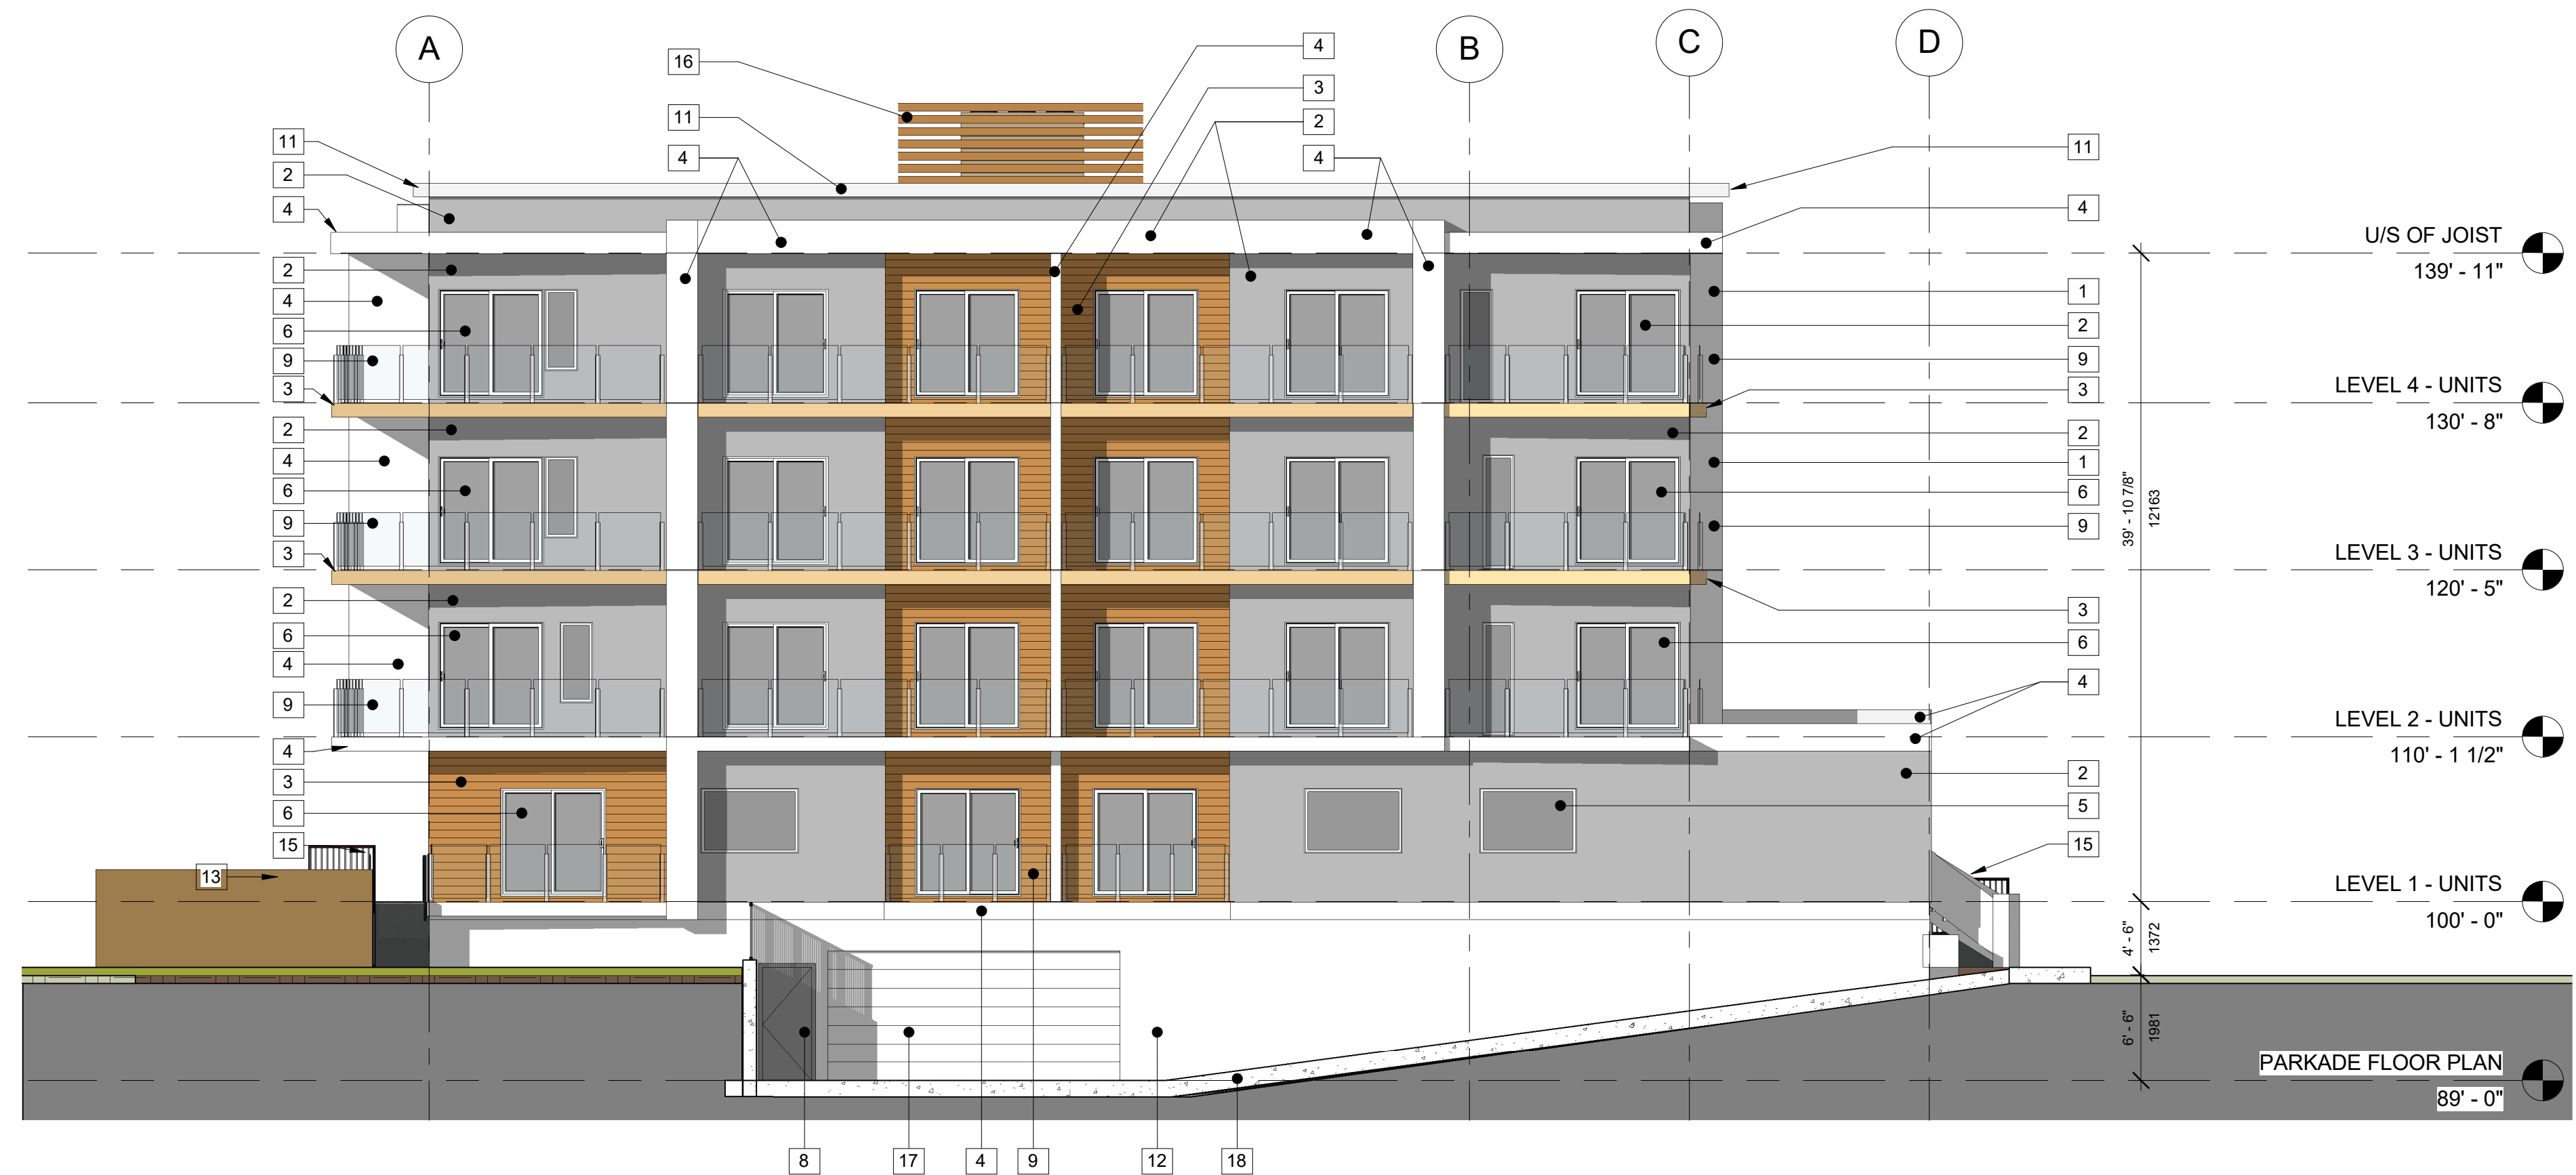 A
B
C
D
16
11
4
4
3
2
4
11
2
4
2
4
6
9
3
2
4
6
9
3
2
6
4
9
4
3
6
15
13
11
4
1
2
9
3
2
1
6
9
3
6
4
2
5
15
U/S OF JOIST
139' - 11"
LEVEL 4 - UNITS
130' - 8"
LEVEL 3 - UNITS
120' - 5"
LEVEL 2 - UNITS
110' - 1 1/2"
LEVEL 1 - UNITS
100' - 0"
PARKADE FLOOR PLAN
89' - 0"
39' - 10 7/8"
12163
4' - 6"
1372
6' - 6"
1981
8
17
4
9
12
18